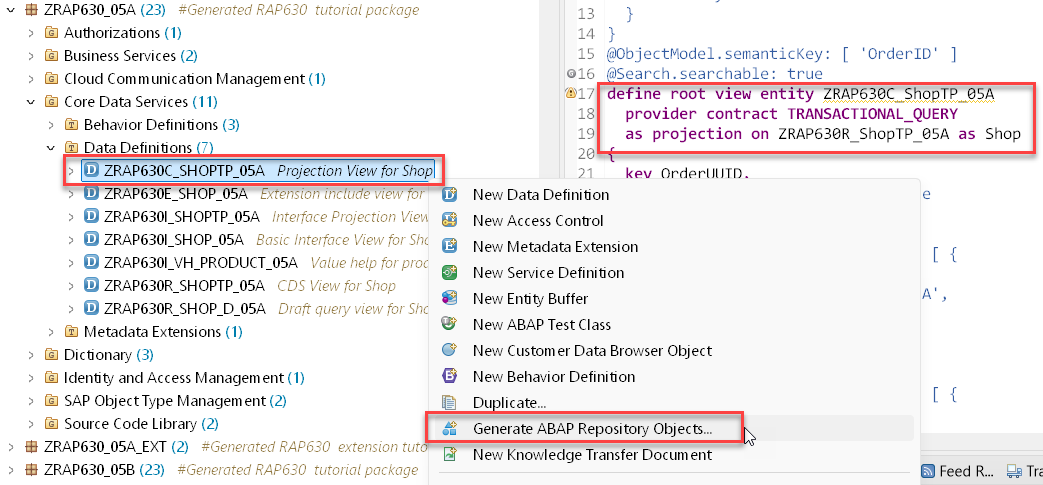 ZRAP630_05A (23) #Generated RAP630 tutorial package
Authorizations (1)
Business Services (2)
Cloud Communication Management (1)
Core Data Services (11)
Behavior Definitions (3)
Data Definitions (7)
ZRAP630C_SHOPTP_05A Projection View for Shop
ZRAP630E_SHOP_05A Extension include view for
ZRAP630I_SHOPTP_05A Interface Projection View
ZRAP630I_SHOP_05A Basic Interface View for Sho
ZRAP630I_VH_PRODUCT_05A Value help for prod
ZRAP630R_SHOPTP_05A CDS View for Shop
ZRAP630R_SHOP_D_05A Draft query view for Sho
Metadata Extensions (1)
Dictionary (3)
Identity and Access Management (1)
SAP Object Type Management (2)
Source Code Library (2)
ZRAP630_05A_EXT (2) #Generated RAP630 extension tuto
ZRAP630_05B (23) #Generated RAP630 tutorial package
New Data Definition
New Access Control
New Metadata Extension
New Service Definition
New Entity Buffer
New ABAP Test Class
New Customer Data Browser Object
New Behavior Definition
Duplicate...
Generate ABAP Repository Objects...
New Knowledge Transfer Document
13 }
14 }
15 @ObjectModel.semanticKey: [ 'OrderID' ]
16 @Search.searchable: true
17 define root view entity ZRAP630C_ShopTP_05A
18 provider contract TRANSACTIONAL_QUERY
19 as projection on ZRAP630R_ShopTP_05A as Shop
20 {
21 key OrderUUID,
e
[ {
A',
[ {
Feed R... Tra